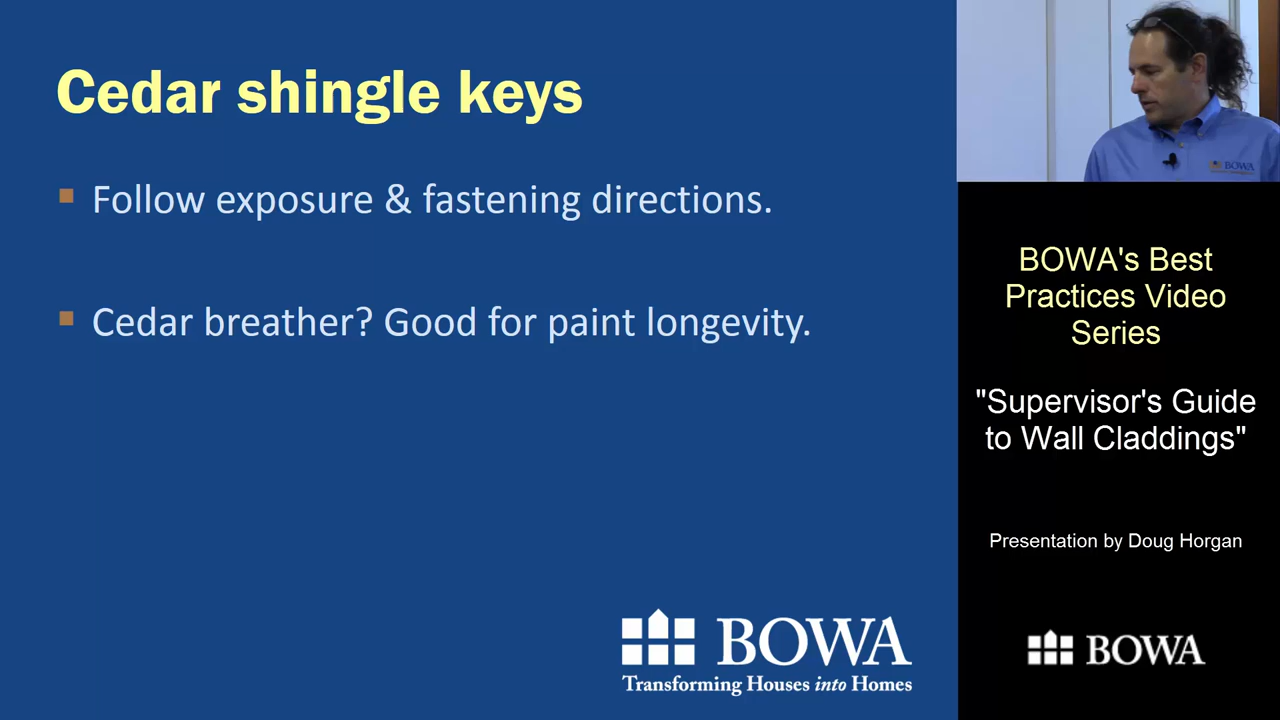 Cedar shingle keys
Follow exposure & fastening directions.
Cedar breather? Good for paint longevity.
BOWA
Transforming Houses into Homes
BOWA
BOWA's Best
Practices Video
Series
"Supervisor's Guide
to Wall Claddings"
Presentation by Doug Horgan
BOWA